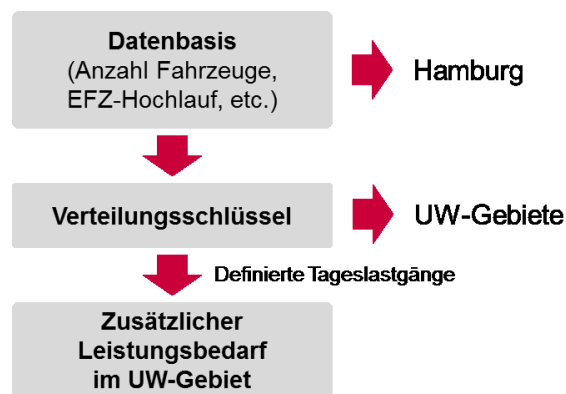 Datenbasis
(Anzahl Fahrzeuge,
EFZ-Hochlauf, etc.)
Hamburg
Verteilungsschlüssel
UW-Gebiete
Definierte Tageslastgänge
Zusätzlicher
Leistungsbedarf
im UW-Gebiet